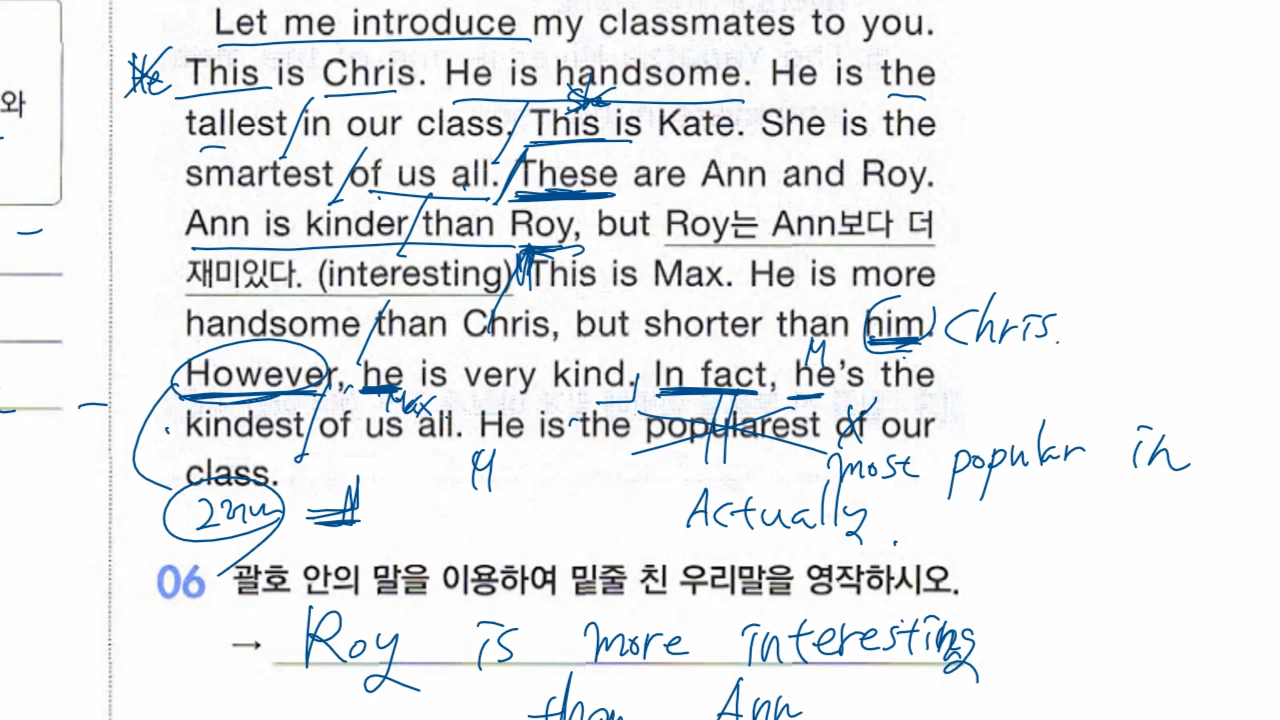 Let me introduce my classmates to you.
He This is Chris. He is handsome. He is the
와
she
tallest in our class. This is Kate. She is the
smartest of us all. These are Ann and Roy.
Ann is kinder than Roy, but Roy는 Ann보다 더
재미있다. (interesting) This is Max. He is more
handsome than Chris, but shorter than him. Chris.
M
However, he is very kind. In fact, he's the
Max
kindest of us all. He is the popularest of our
M
most popular in
class.
Actually.
06 괄호 안의 말을 이용하여 밑줄 친 우리말을 영작하시오.
→ Roy is more interesting
than Ann